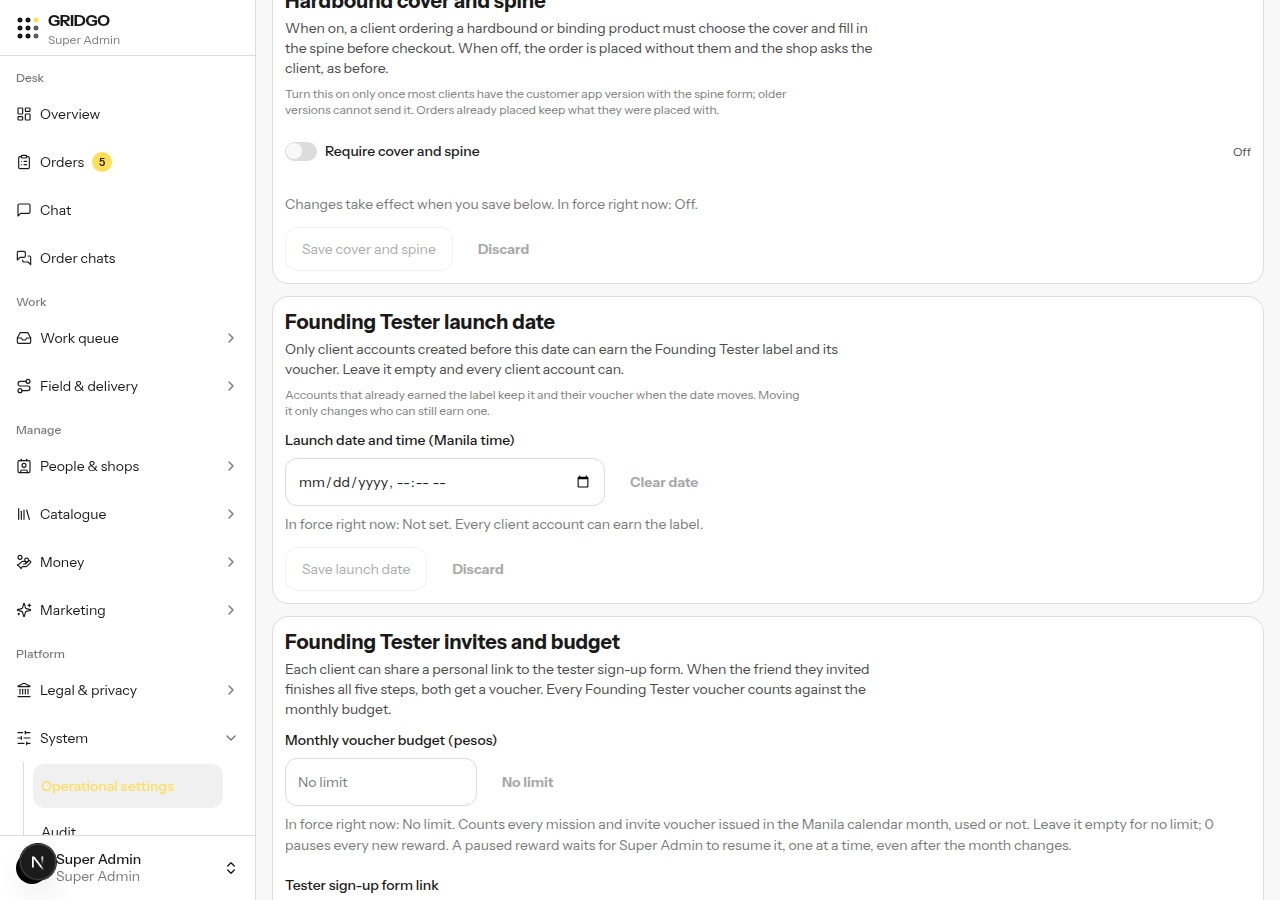 GRIDGO
Super Admin
Desk
Overview
Orders 5
Chat
Order chats
Work
Work queue
Field & delivery
Manage
People & shops
Catalogue
Money
Marketing
Platform
Legal & privacy
System
Operational settings
Audit
N
Super Admin
Super Admin
Hardbound cover and spine
When on, a client ordering a hardbound or binding product must choose the cover and fill in
the spine before checkout. When off, the order is placed without them and the shop asks the
client, as before.
Turn this on only once most clients have the customer app version with the spine form; older
versions cannot send it. Orders already placed keep what they were placed with.
Require cover and spine
Off
Changes take effect when you save below. In force right now: Off.
Save cover and spine
Discard
Founding Tester launch date
Only client accounts created before this date can earn the Founding Tester label and its
voucher. Leave it empty and every client account can.
Accounts that already earned the label keep it and their voucher when the date moves. Moving
it only changes who can still earn one.
Launch date and time (Manila time)
mm/dd/yyyy, --:-- --
Clear date
In force right now: Not set. Every client account can earn the label.
Save launch date
Discard
Founding Tester invites and budget
Each client can share a personal link to the tester sign-up form. When the friend they invited
finishes all five steps, both get a voucher. Every Founding Tester voucher counts against the
monthly budget.
Monthly voucher budget (pesos)
No limit
No limit
In force right now: No limit. Counts every mission and invite voucher issued in the Manila calendar month, used or not. Leave it empty for no limit; 0
pauses every new reward. A paused reward waits for Super Admin to resume it, one at a time, even after the month changes.
Tester sign-up form link